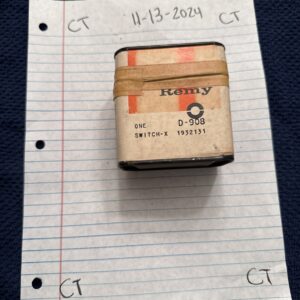 CT 11-13-2024 CT
Remy
ONE D-908
SWITCH-X 1932131
CT CT